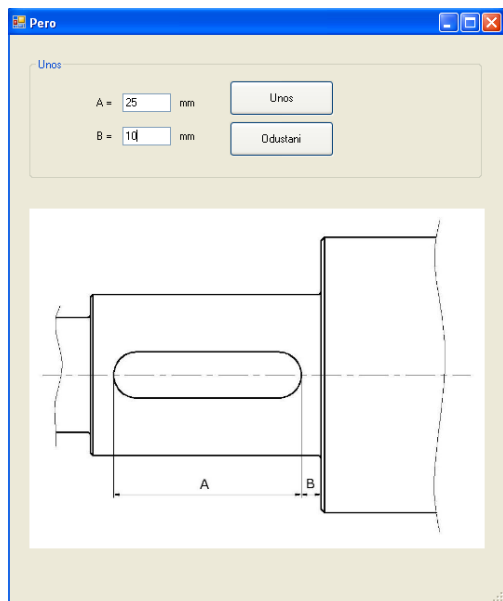 Pero
Unos
A = 25 mm
Unos
B = 10 mm
Odustani
A
B